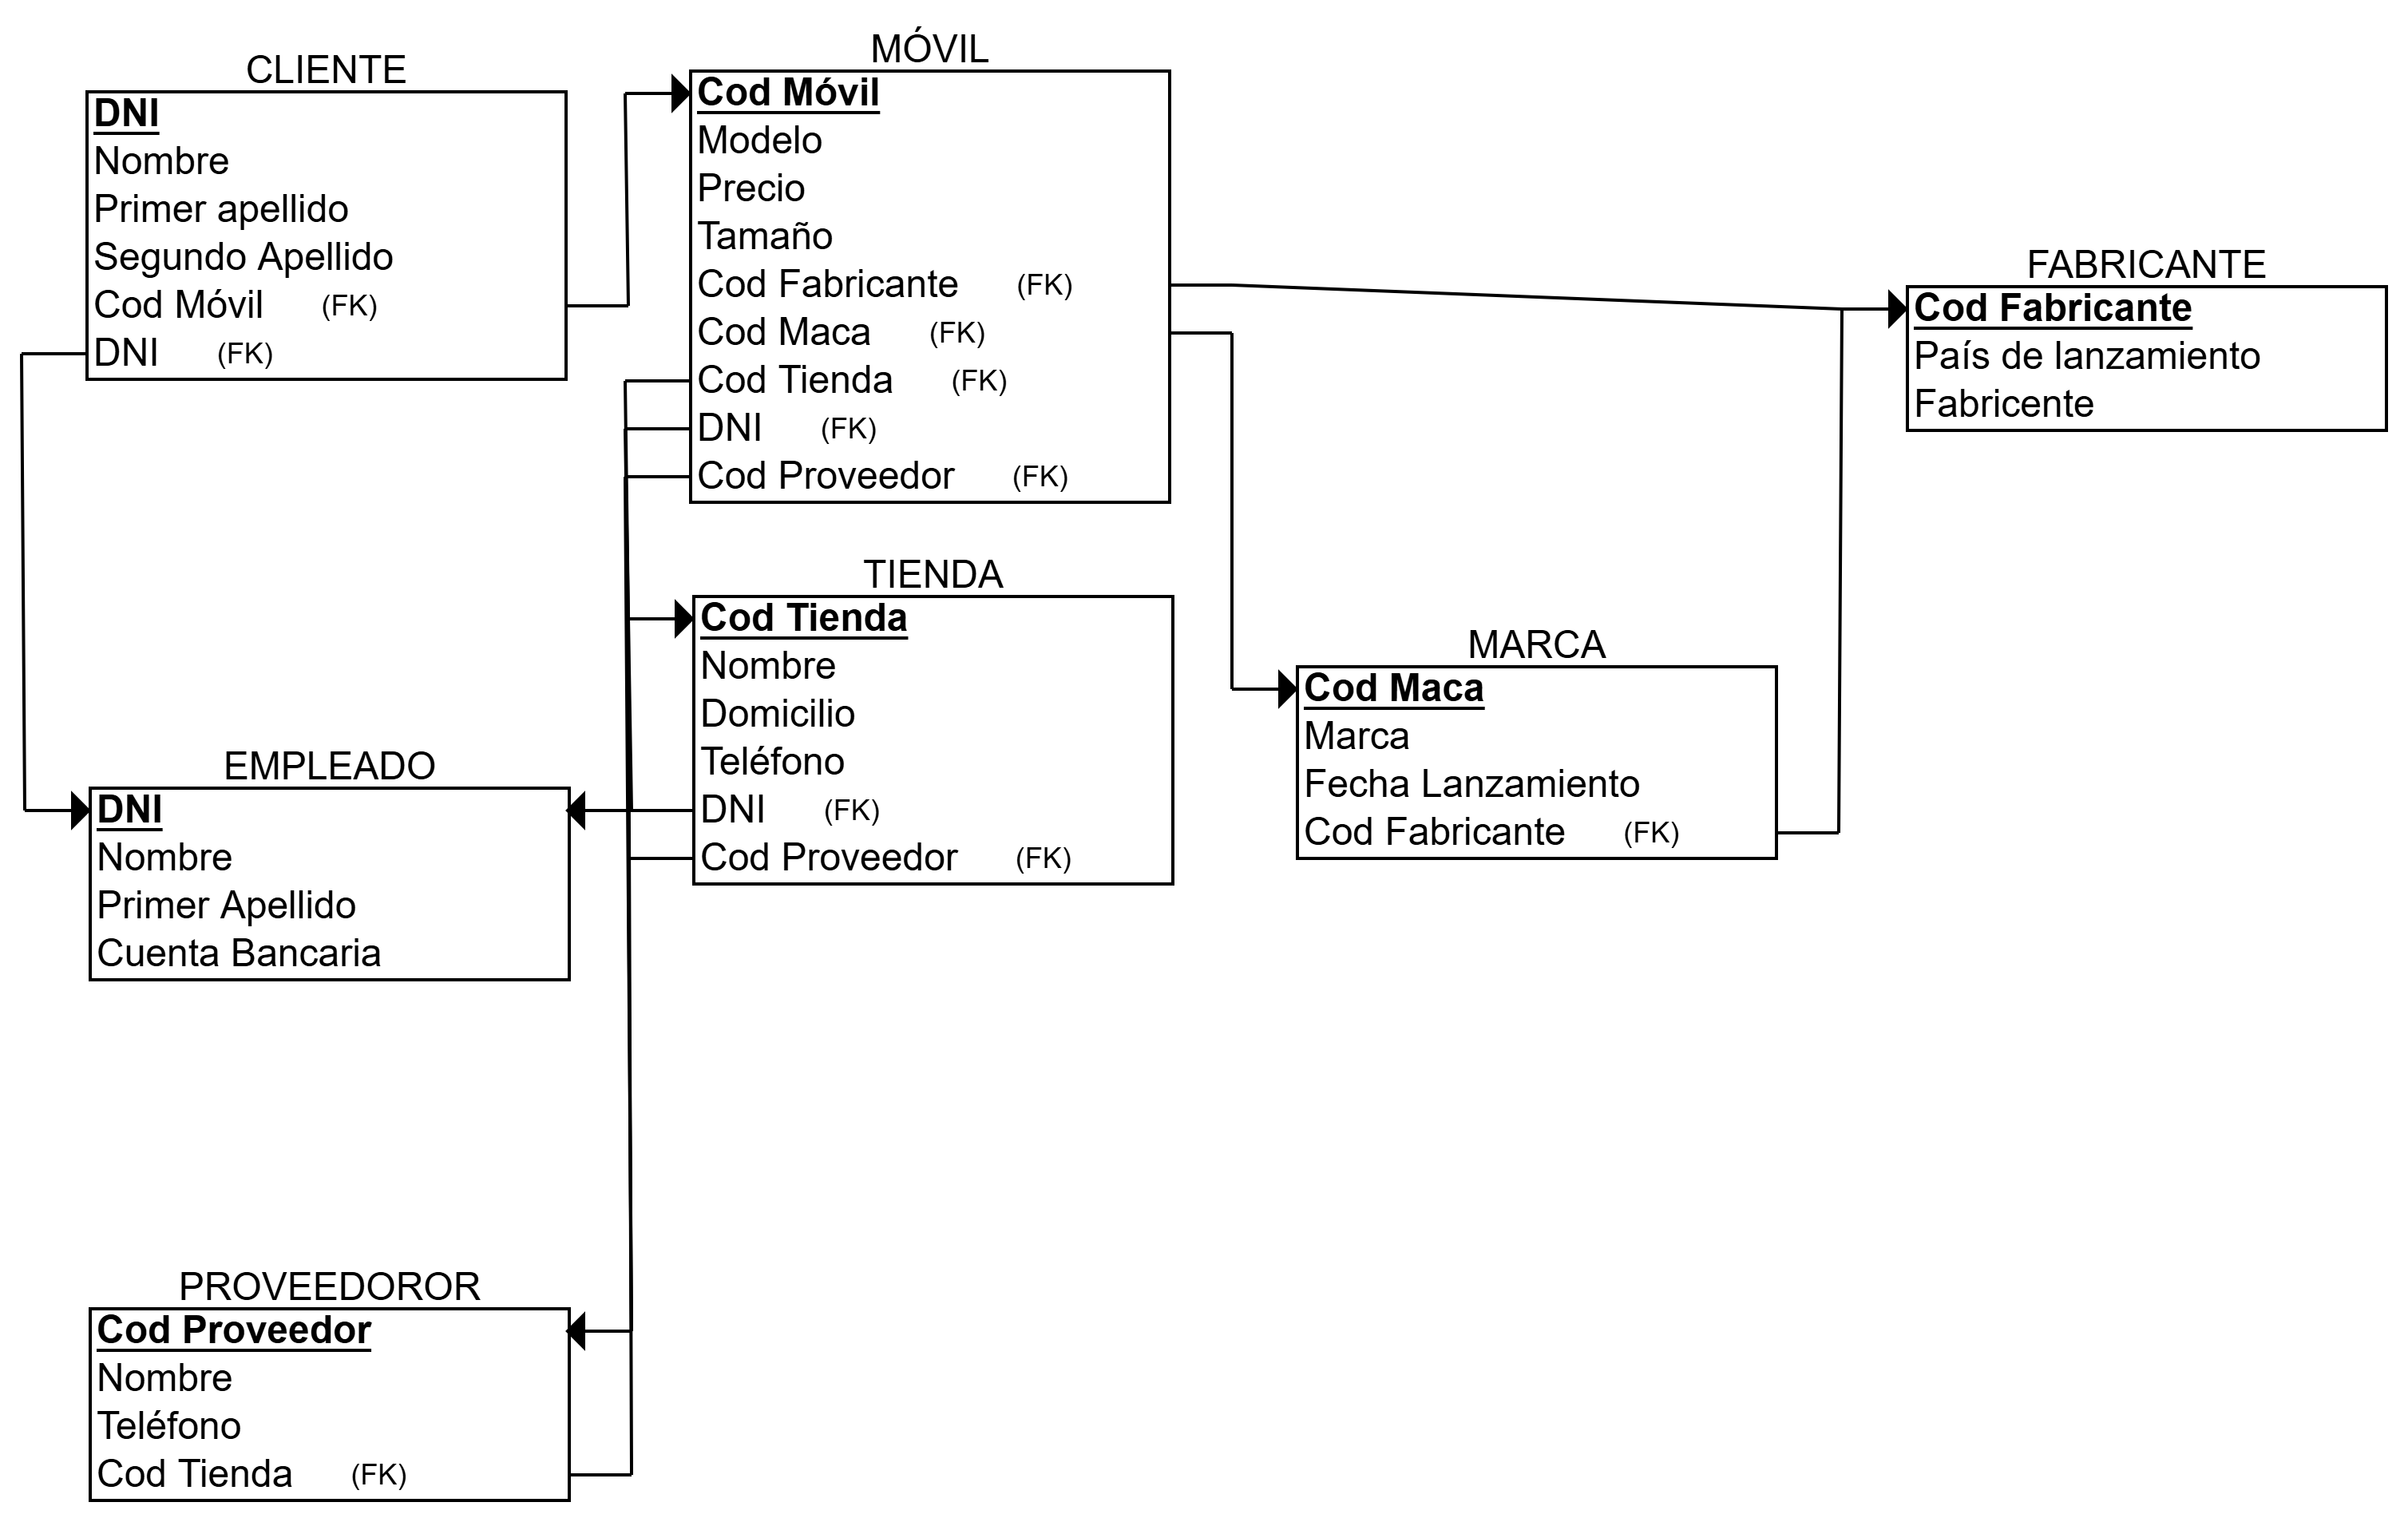 CLIENTE
DNI
Nombre
Primer apellido
Segundo Apellido
Cod Móvil (FK)
DNI (FK)
MÓVIL
Cod Móvil
Modelo
Precio
Tamaño
Cod Fabricante (FK)
Cod Maca (FK)
Cod Tienda (FK)
DNI (FK)
Cod Proveedor (FK)
FABRICANTE
Cod Fabricante
País de lanzamiento
Fabricente
TIENDA
Cod Tienda
Nombre
Domicilio
Teléfono
DNI (FK)
Cod Proveedor (FK)
MARCA
Cod Maca
Marca
Fecha Lanzamiento
Cod Fabricante (FK)
EMPLEADO
DNI
Nombre
Primer Apellido
Cuenta Bancaria
PROVEEDOROR
Cod Proveedor
Nombre
Teléfono
Cod Tienda (FK)